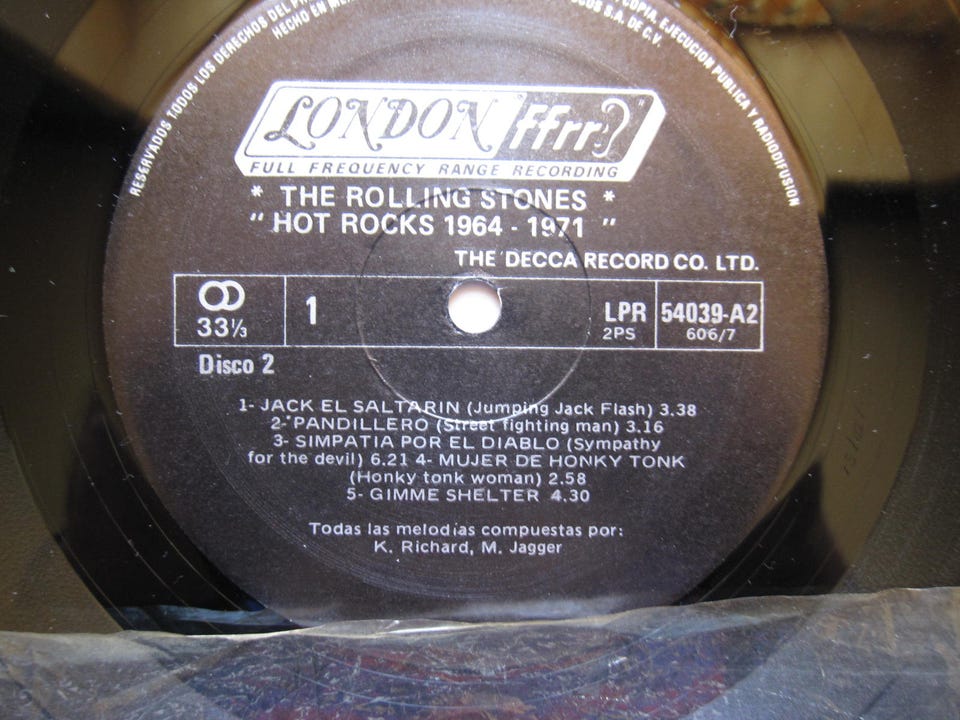 RESERVADOS TODOS LOS DERECHOS DEL
HECHO EN
COPIA, EJECUCION PUBLICA Y RADIODIFUSION
S.A. DE C.V.
LONDON ffrr
FULL FREQUENCY RANGE RECORDING
* THE ROLLING STONES *
" HOT ROCKS 1964 - 1971 "
THE DECCA RECORD CO. LTD.
33⅓ 1 LPR 54039-A2
2PS 606/7
Disco 2
1- JACK EL SALTARIN (Jumping Jack Flash) 3.38
2- PANDILLERO (Street fighting man) 3.16
3- SIMPATIA POR EL DIABLO (Sympathy
for the devil) 6.21 4- MUJER DE HONKY TONK
(Honky tonk woman) 2.58
5- GIMME SHELTER 4.30
Todas las melodías compuestas por:
K. Richard, M. Jagger